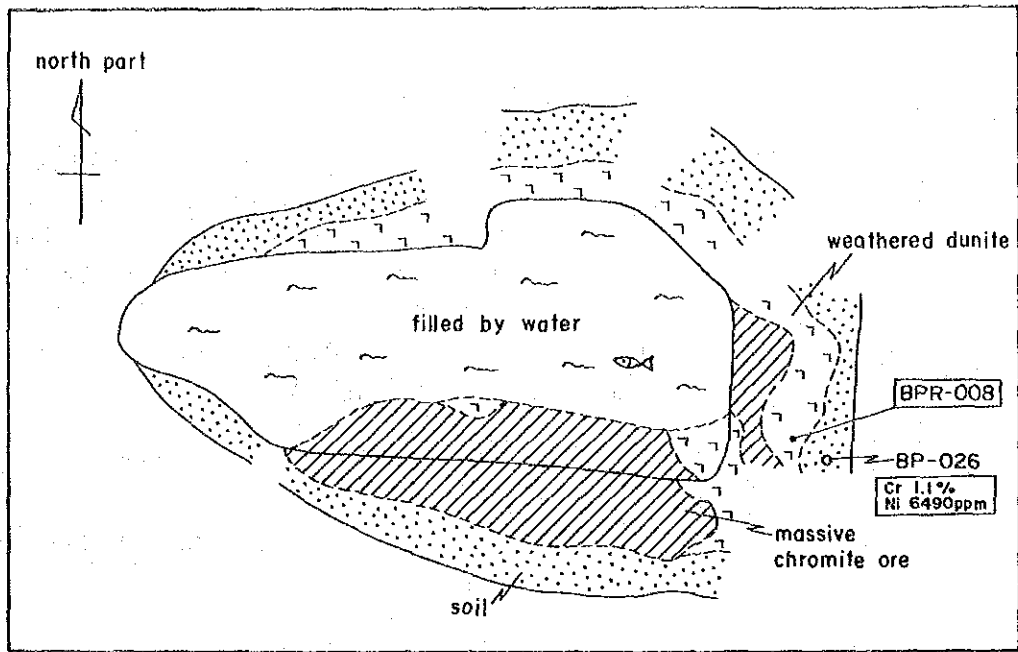 north part
weathered dunite
filled by water
BPR-008
BP-026
Cr 1.1%
Ni 6490ppm
massive
chromite ore
soil